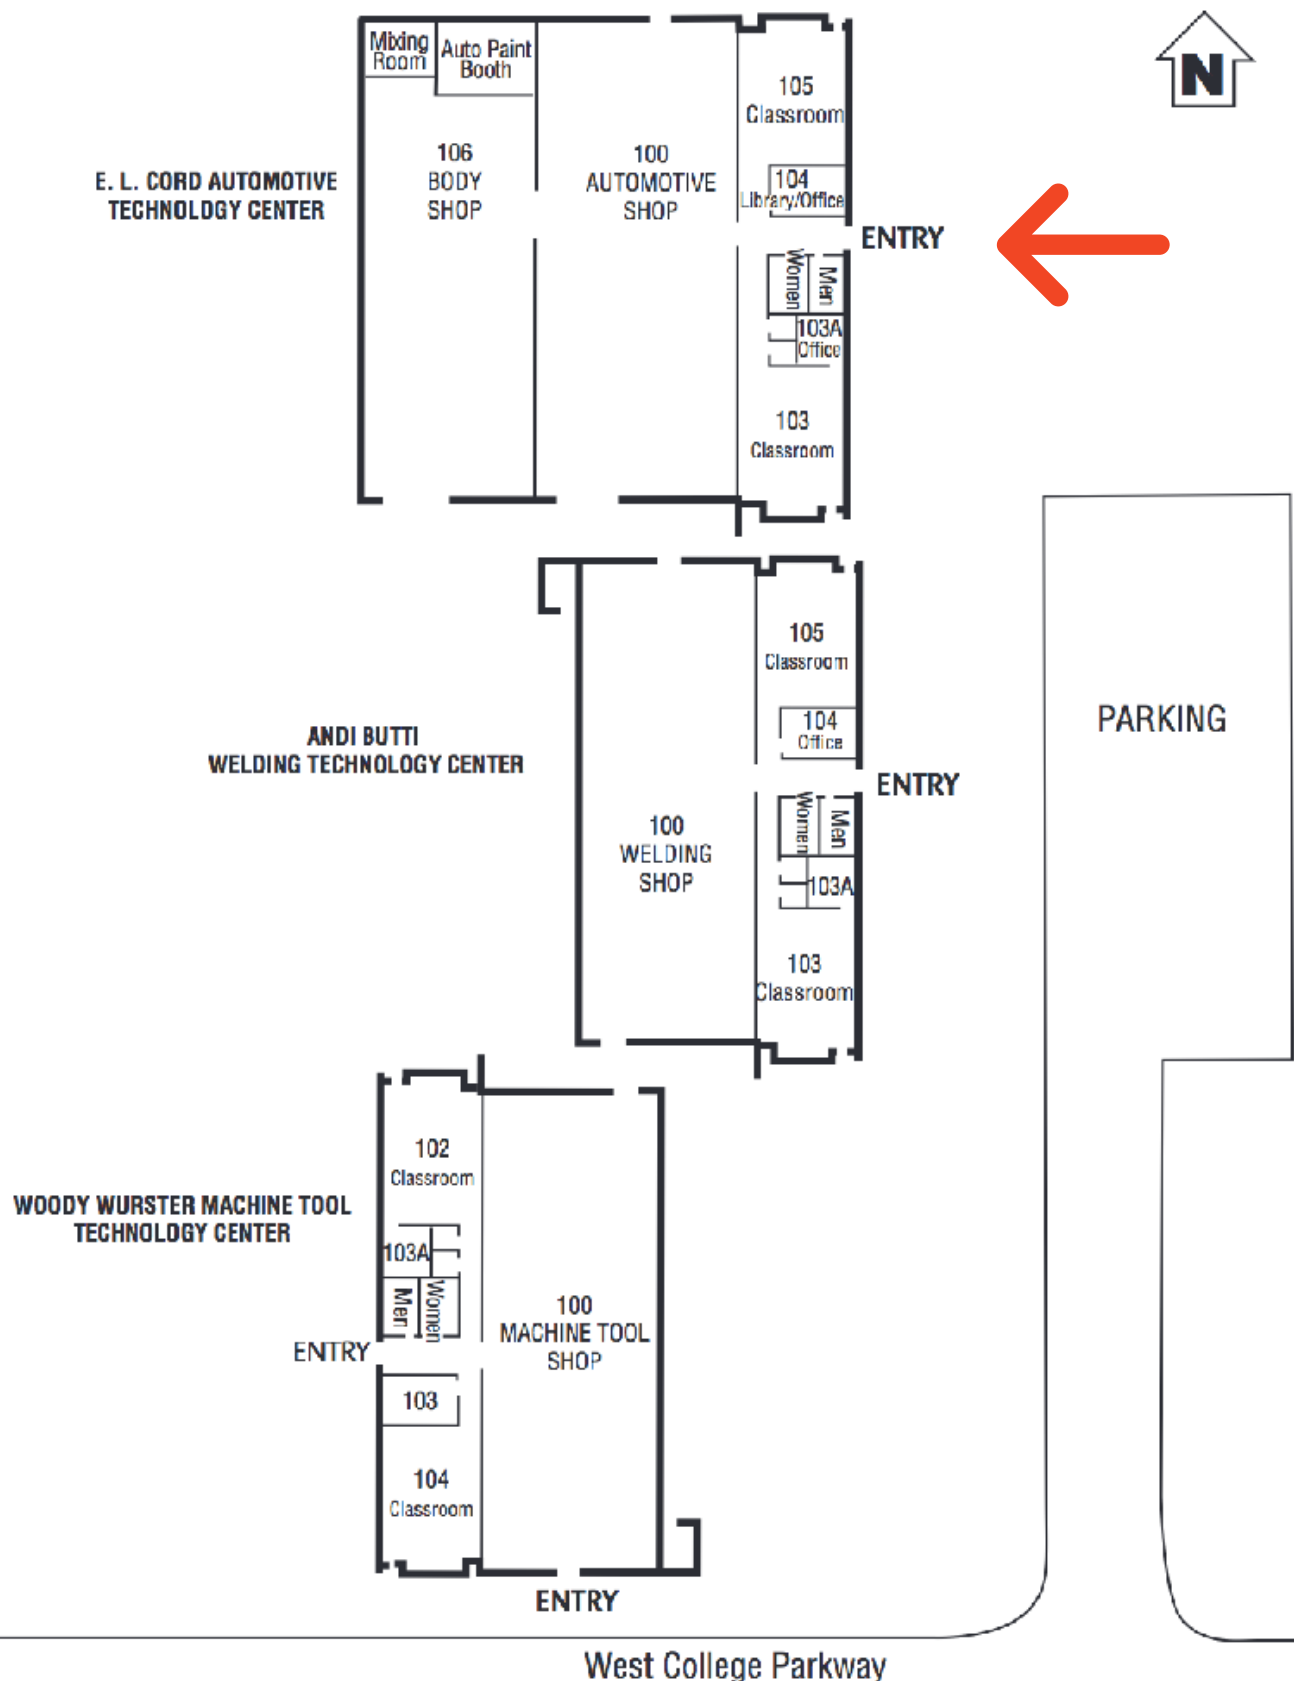 N
Mixing
Room
Auto Paint
Booth
105
Classroom
106
BODY
SHOP
100
AUTOMOTIVE
SHOP
E. L. CORD AUTOMOTIVE
TECHNOLOGY CENTER
104
Library/Office
ENTRY
Women
Men
103A
Office
103
Classroom
105
Classroom
PARKING
104
Office
ANDI BUTTI
WELDING TECHNOLOGY CENTER
ENTRY
Women
Men
100
WELDING
SHOP
103A
103
Classroom
102
Classroom
WOODY WURSTER MACHINE TOOL
TECHNOLOGY CENTER
103A
Men
Women
100
MACHINE TOOL
SHOP
ENTRY
103
104
Classroom
ENTRY
West College Parkway